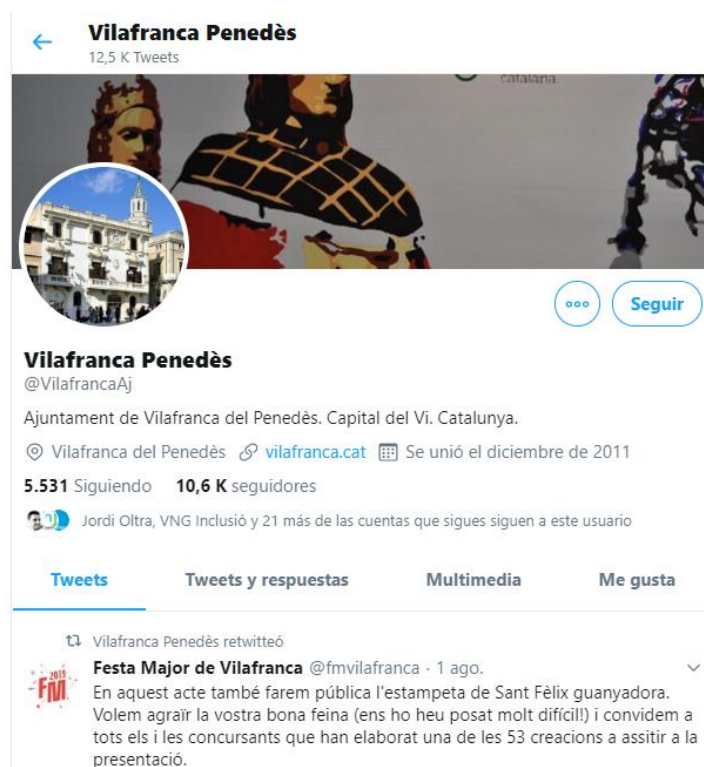 Vilafranca Penedès
12,5 K Tweets
catalana
Seguir
Vilafranca Penedès
@VilafrancaAj
Ajuntament de Vilafranca del Penedès. Capital del Vi. Catalunya.
Vilafranca del Penedès vilafranca.cat Se unió el diciembre de 2011
5.531 Siguiendo 10,6 K seguidores
Jordi Oltra, VNG Inclusió y 21 más de las cuentas que sigues siguen a este usuario
Tweets Tweets y respuestas Multimedia Me gusta
Vilafranca Penedès retwitteó
Festa Major de Vilafranca @fmvilafranca · 1 ago.
2019
FM
En aquest acte també farem pública l'estampeta de Sant Fèlix guanyadora.
Volem agraïr la vostra bona feina (ens ho heu posat molt difícil!) i convidem a
tots els i les concursants que han elaborat una de les 53 creacions a assitir a la
presentació.